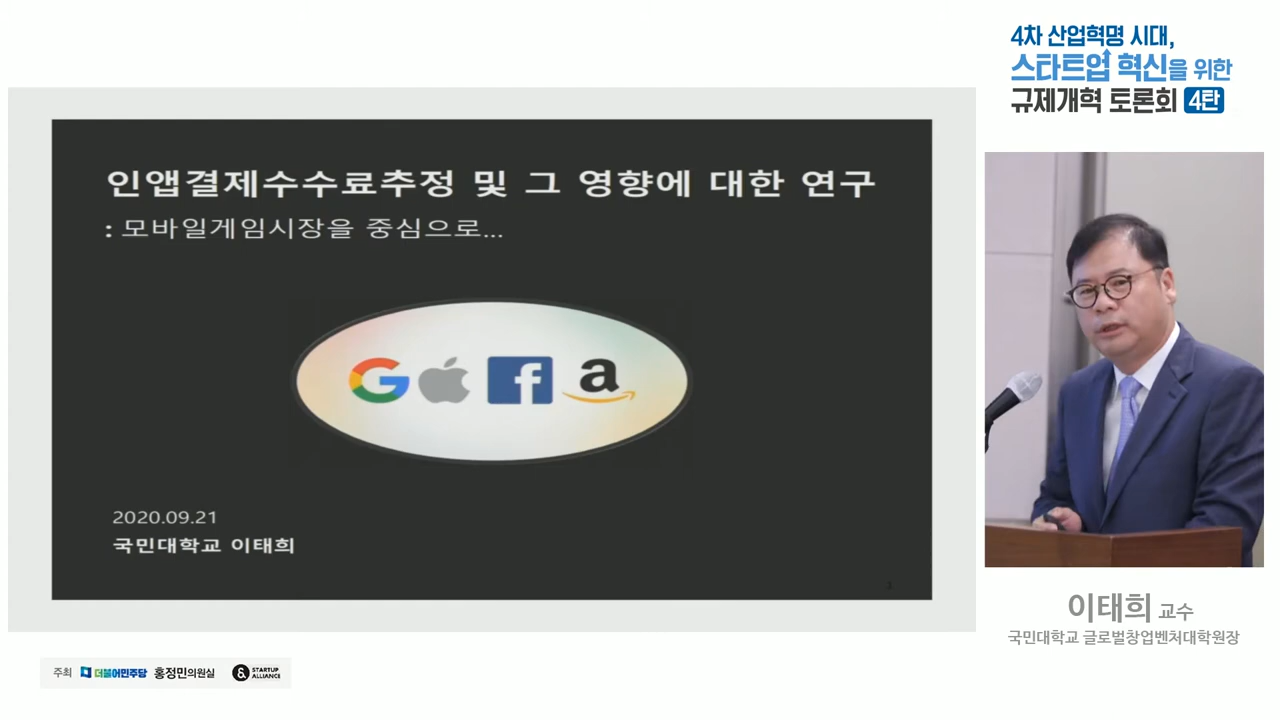 4차 산업혁명 시대,
스타트업 혁신을 위한
규제개혁 토론회 4탄
인앱결제수수료추정 및 그 영향에 대한 연구
: 모바일게임시장을 중심으로...
2020.09.21
국민대학교 이태희
1
이태희 교수
국민대학교 글로벌창업벤처대학원장
주최 더불어민주당 홍정민의원실 & STARTUP ALLIANCE